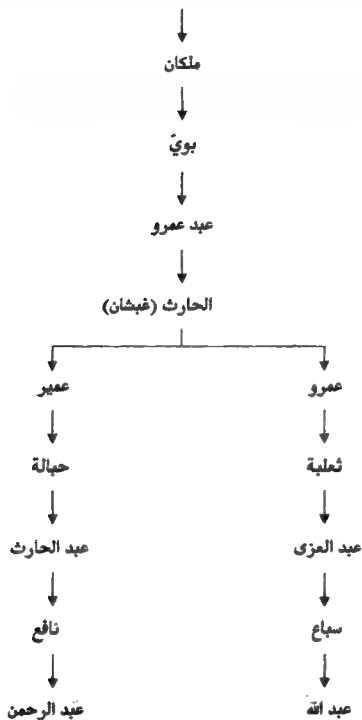 ملكان
بويّ
عبد عمرو
الحارث (غبشان)
عمرو عمير
ثعلبة حبالة
عبد العزى عبد الحارث
سباع نافع
عبد الله عبد الرحمن